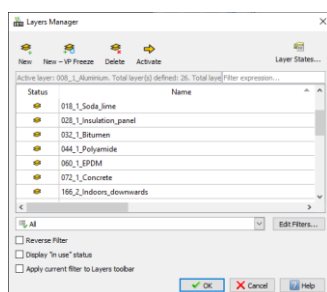 Layers Manager
New New - VP Freeze Delete Activate Layer States...
Active layer: 008_1_Aluminium. Total layer(s) defined: 26. Total laye Filter expression...
Status Name
018_1_Soda_lime
028_1_Insulation_panel
032_1_Bitumen
044_1_Polyamide
060_1_EPDM
072_1_Concrete
166_2_Indoors_downwards
All Edit Filters...
Reverse Filter
Display "in use" status
Apply current filter to Layers toolbar
OK Cancel Help